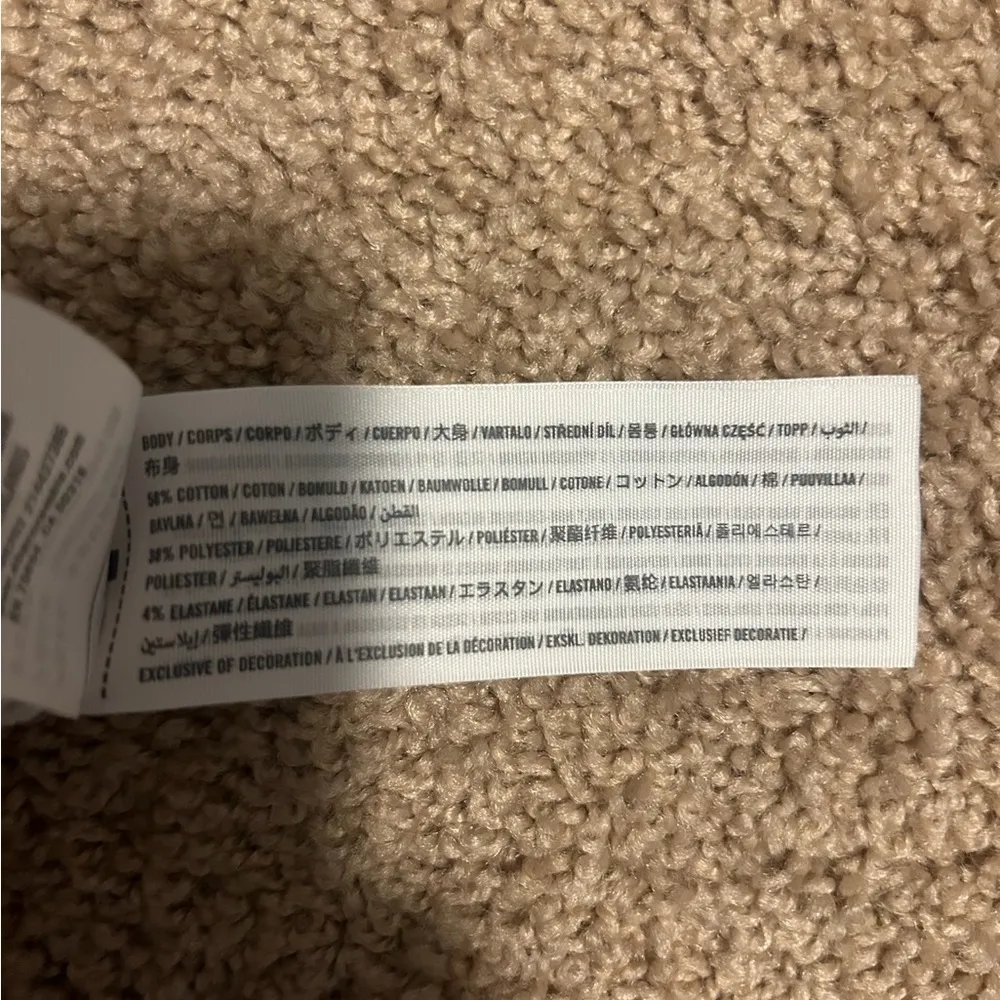 BODY / CORPS / CORPO / ボディ / CUERPO / 大身 / VARTALO / STŘEDNÍ DÍL / 몸통 / GŁÓWNA CZĘŚĆ / TOPP / الثوب /
布身
58% COTTON / COTON / BOMULD / KATOEN / BAUMWOLLE / BOMULL / COTONE / コットン / ALGODÓN / 棉 / PUUVILLAA /
BAVLNA / 면 / BAWEŁNA / ALGODÃO / القطن
38% POLYESTER / POLIESTERE / ポリエステル / POLIÉSTER / 聚酯纤维 / POLYESTERIÄ / 폴리에스테르 /
POLIESTER / البوليستر / 聚脂纖維
4% ELASTANE / ÉLASTANE / ELASTAN / ELASTAAN / エラスタン / ELASTANO / 氨纶 / ELASTAANIA / 엘라스탄 /
إيلاستين / 彈性纖維
EXCLUSIVE OF DECORATION / À L'EXCLUSION DE LA DÉCORATION / EKSKL. DEKORATION / EXCLUSIEF DECORATIE /